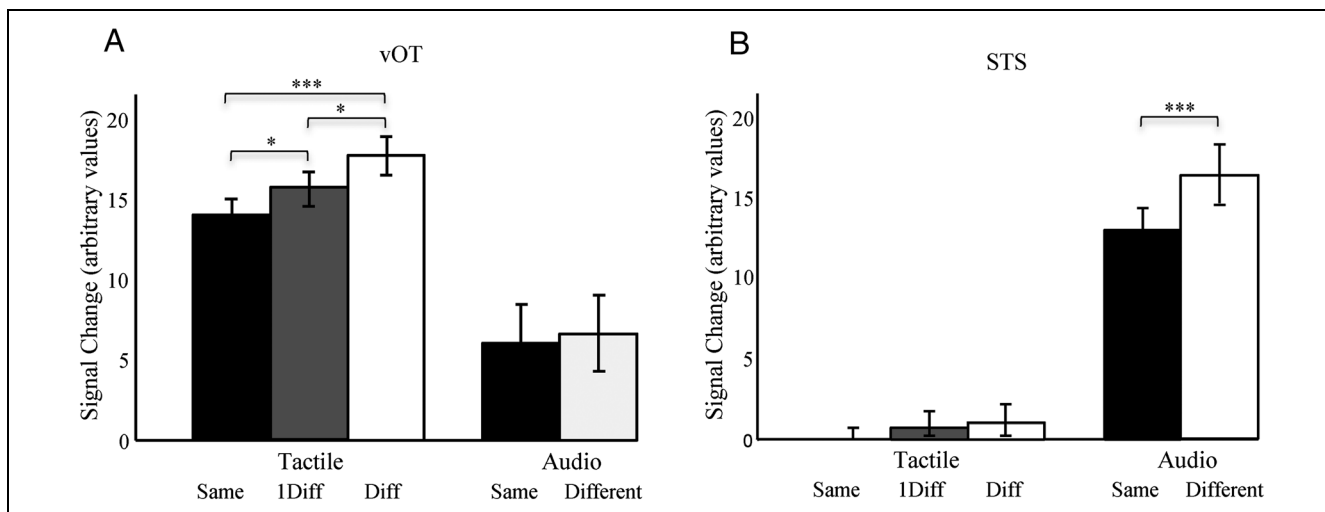 A
vOT
Signal Change (arbitrary values)
20
15
10
5
0
***
*
*
Tactile
Audio
Same 1Diff Diff
Same Different
B
STS
Signal Change (arbitrary values)
20
15
10
5
0
***
Tactile
Audio
Same 1Diff Diff
Same Different